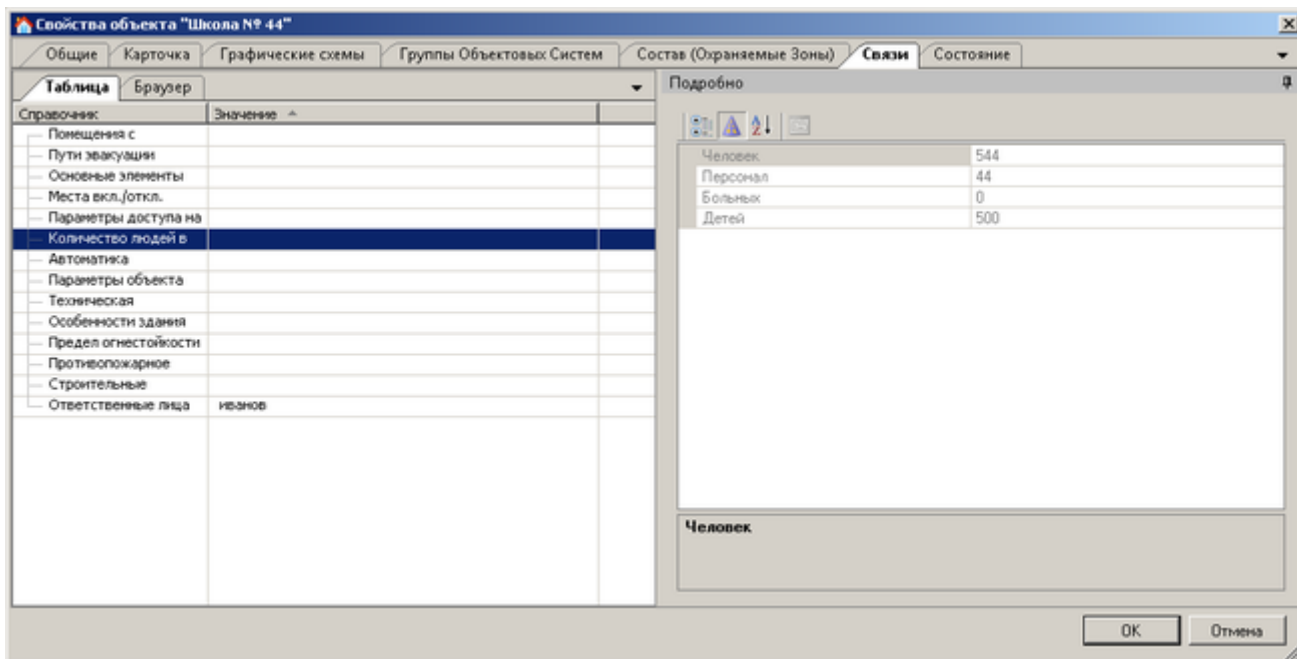 Свойства объекта "Школа № 44"
Общие Карточка Графические схемы Группы Объектовых Систем Состав (Охраняемые Зоны) Связи Состояние
Таблица Браузер
Справочник Значение
Помещения с
Пути эвакуации
Основные элементы
Места вкл./откл.
Параметры доступа на
Количество людей в
Автоматика
Параметры объекта
Техническая
Особенности здания
Предел огнестойкости
Противопожарное
Строительные
Ответственные лица иванов
Подробно
Человек 544
Персонал 44
Больных 0
Детей 500
Человек
OK Отмена